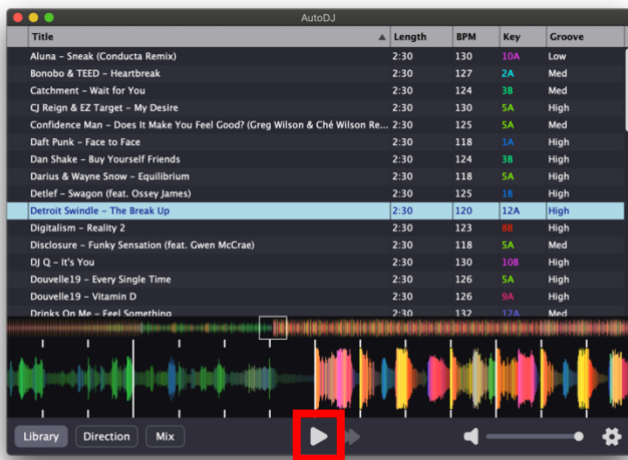 AutoDJ
Title Length BPM Key Groove
Aluna – Sneak (Conducta Remix) 2:30 130 10A Low
Bonobo & TEED – Heartbreak 2:30 127 2A Med
Catchment – Wait for You 2:30 124 3B Med
CJ Reign & EZ Target – My Desire 2:30 130 5A High
Confidence Man – Does It Make You Feel Good? (Greg Wilson & Ché Wilson Re... 2:30 125 5A Med
Daft Punk – Face to Face 2:30 118 1A High
Dan Shake – Buy Yourself Friends 2:30 124 3B High
Darius & Wayne Snow – Equilibrium 2:30 118 5A High
Detlef – Swagon (feat. Ossey James) 2:30 125 1B High
Detroit Swindle – The Break Up 2:30 120 12A High
Digitalism – Reality 2 2:30 123 8B High
Disclosure – Funky Sensation (feat. Gwen McCrae) 2:30 118 5A Med
DJ Q – It's You 2:30 130 10B High
Douvelle19 – Every Single Time 2:30 126 5A High
Douvelle19 – Vitamin D 2:30 126 9A High
Drinks On Me – Feel Something 2:30 132 12A Med
Library Direction Mix